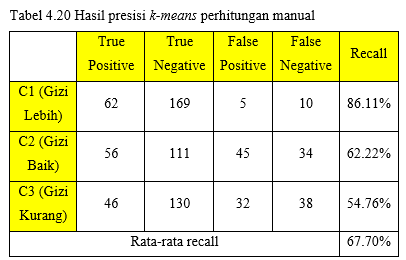 Tabel 4.20 Hasil presisi k-means perhitungan manual
True Positive True Negative False Positive False Negative Recall
C1 (Gizi Lebih) 62 169 5 10 86.11%
C2 (Gizi Baik) 56 111 45 34 62.22%
C3 (Gizi Kurang) 46 130 32 38 54.76%
Rata-rata recall 67.70%